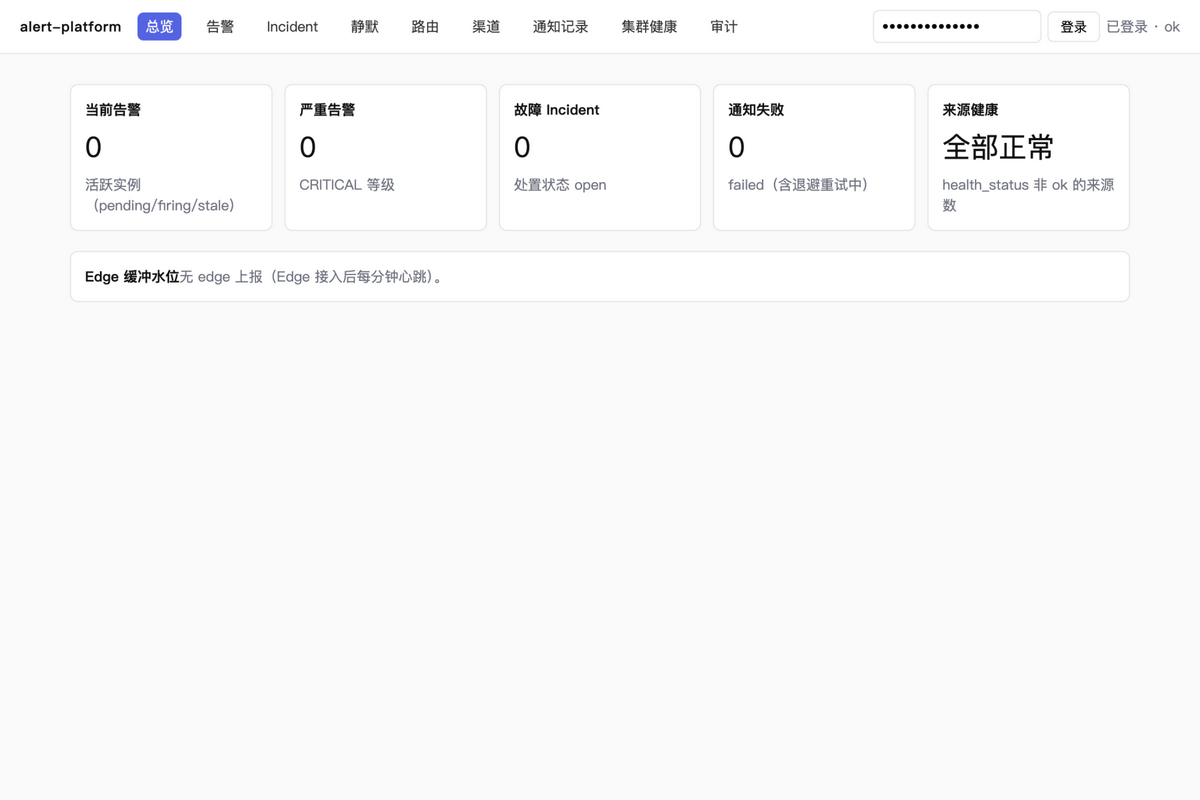 alert-platform 总览 告警 Incident 静默 路由 渠道 通知记录 集群健康 审计 •••••••••••••• 登录 已登录 · ok
当前告警
0
活跃实例
（pending/firing/stale）
严重告警
0
CRITICAL 等级
故障 Incident
0
处置状态 open
通知失败
0
failed（含退避重试中）
来源健康
全部正常
health_status 非 ok 的来源
数
Edge 缓冲水位无 edge 上报（Edge 接入后每分钟心跳）。